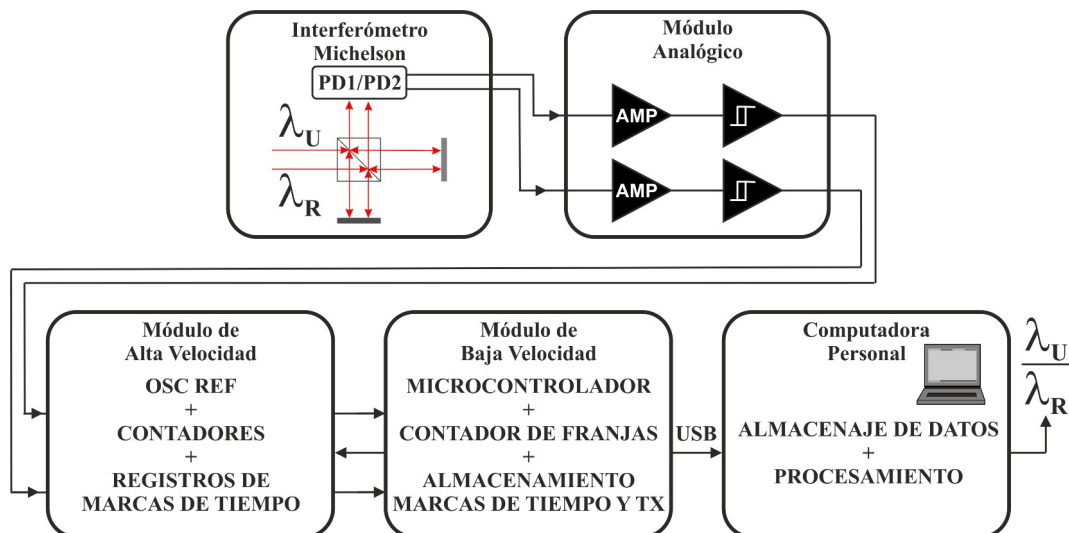 Interferómetro
Michelson
PD1/PD2
λU
λR
Módulo
Analógico
AMP
AMP
Módulo de
Alta Velocidad
OSC REF
+
CONTADORES
+
REGISTROS DE
MARCAS DE TIEMPO
Módulo de
Baja Velocidad
MICROCONTROLADOR
+
CONTADOR DE FRANJAS
+
ALMACENAMIENTO
MARCAS DE TIEMPO Y TX
USB
Computadora
Personal
ALMACENAJE DE DATOS
+
PROCESAMIENTO
λU
λR